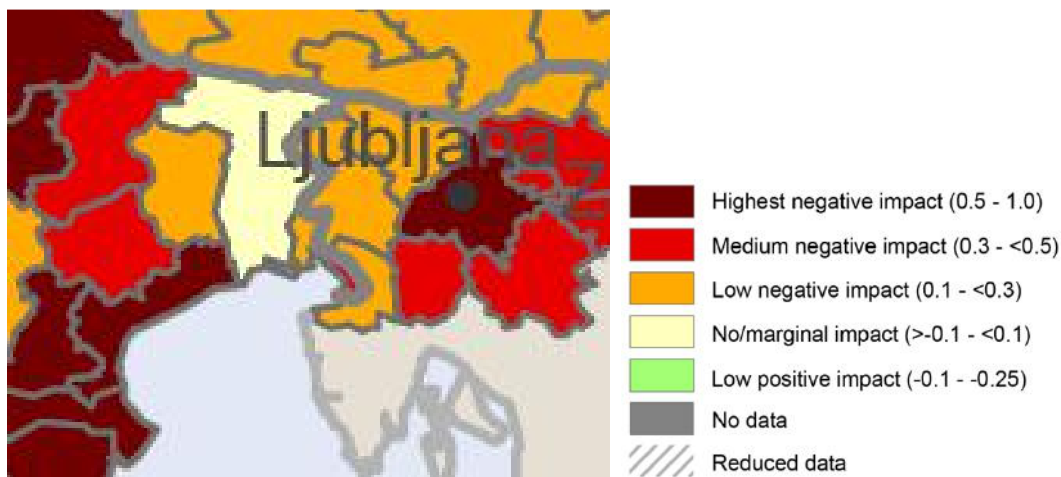 Ljubljana
Z
Highest negative impact (0.5 - 1.0)
Medium negative impact (0.3 - <0.5)
Low negative impact (0.1 - <0.3)
No/marginal impact (>-0.1 - <0.1)
Low positive impact (-0.1 - -0.25)
No data
Reduced data